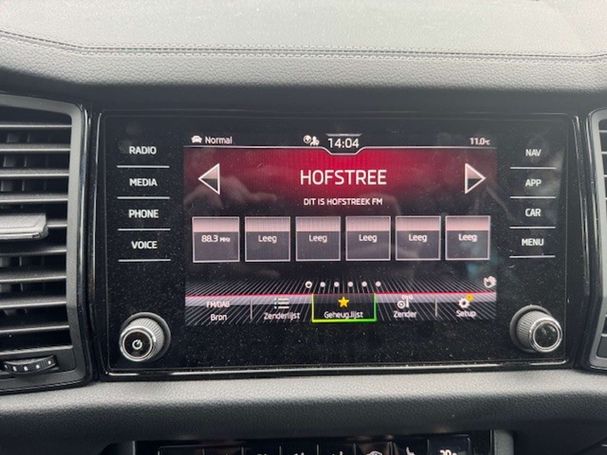 Normal 14:04 11.0°C
RADIO
MEDIA
PHONE
VOICE
HOFSTREE
DIT IS HOFSTREEK FM
88.3 MHz Leeg Leeg Leeg Leeg Leeg
FM/DAB
Bron
Zenderlijst
Geheug.lijst
Zender
Setup
NAV
APP
CAR
MENU